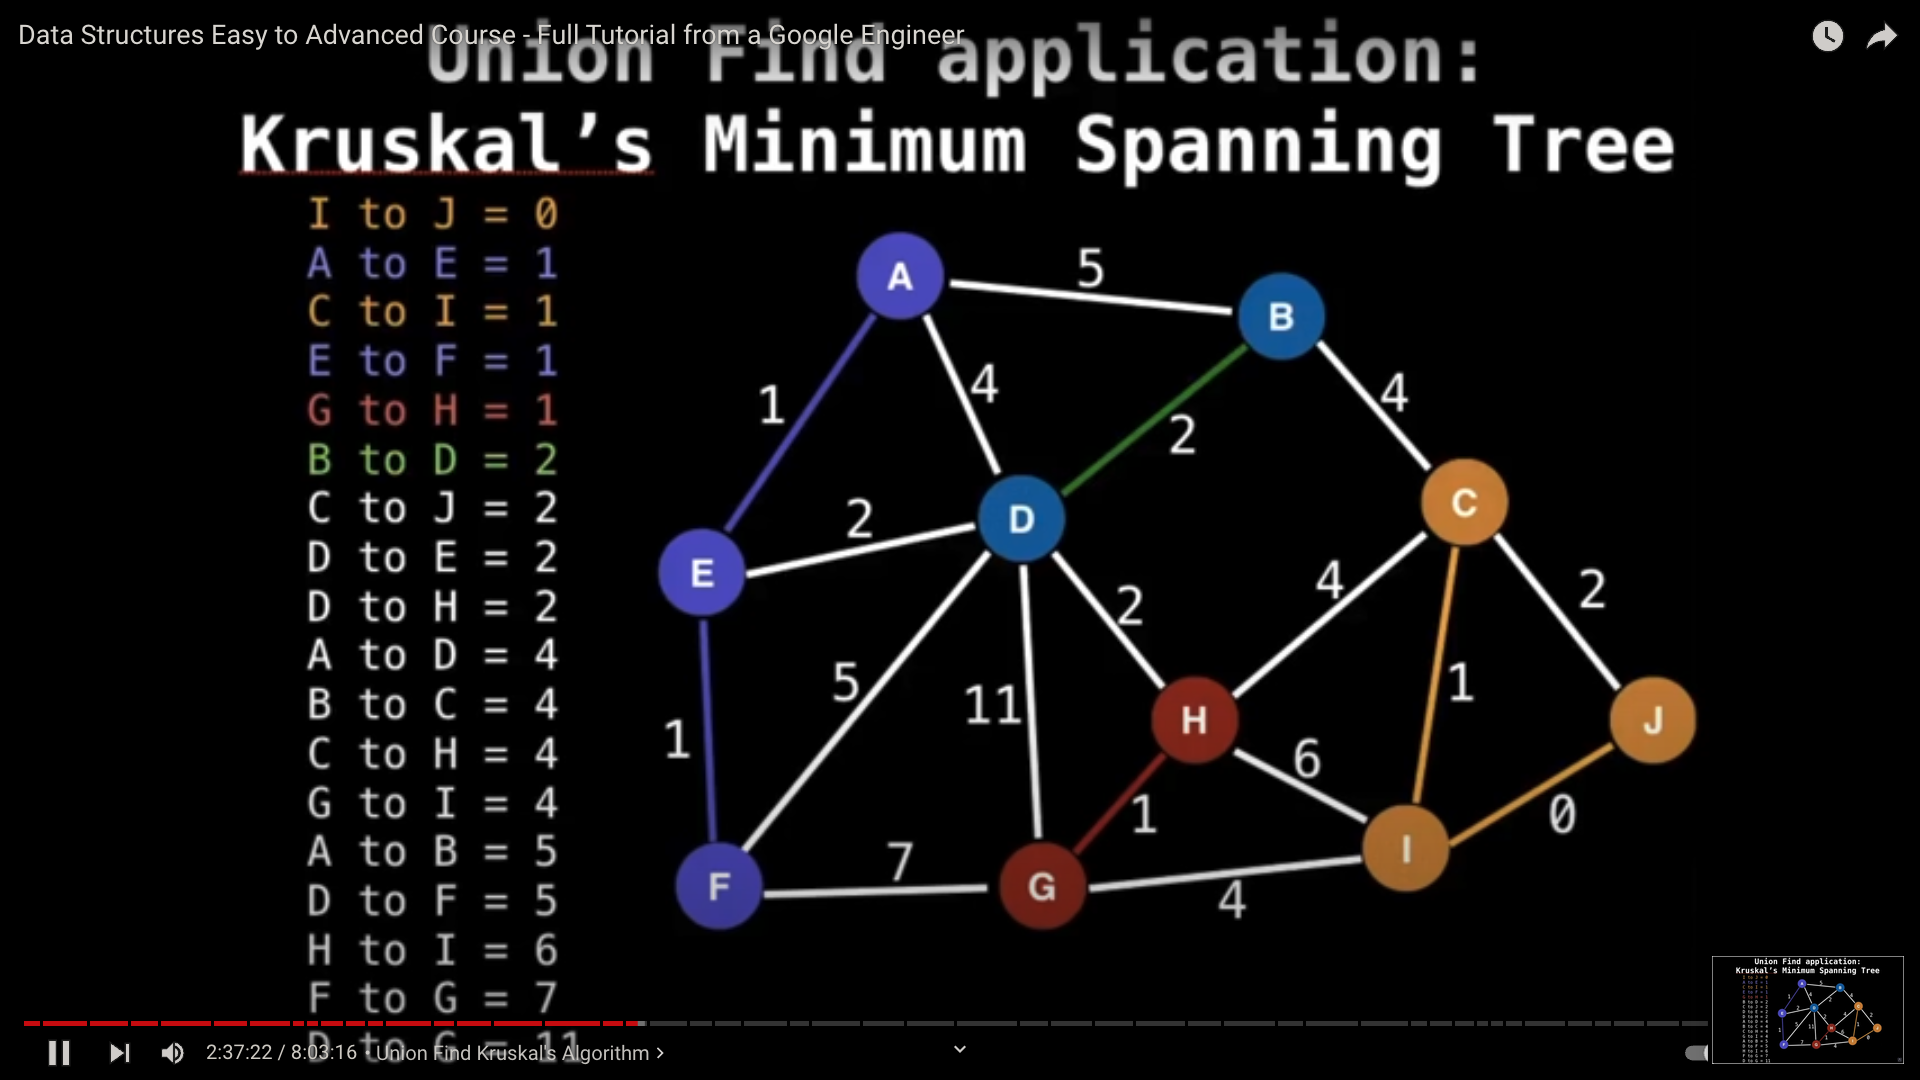 Data Structures Easy to Advanced Course - Full Tutorial from a Google Engineer
Union Find application:
Kruskal’s Minimum Spanning Tree
I to J = 0
A to E = 1
C to I = 1
E to F = 1
G to H = 1
B to D = 2
C to J = 2
D to E = 2
D to H = 2
A to D = 4
B to C = 4
C to H = 4
G to I = 4
A to B = 5
D to F = 5
H to I = 6
F to G = 7
D to G = 11
A
5
B
1
4
2
4
E
2
D
C
1
5
11
2
4
1
2
H
J
6
F
7
G
1
4
I
0
2:37:22 / 8:03:16 • Union Find Kruskal's Algorithm
Union Find application:
Kruskal's Minimum Spanning Tree